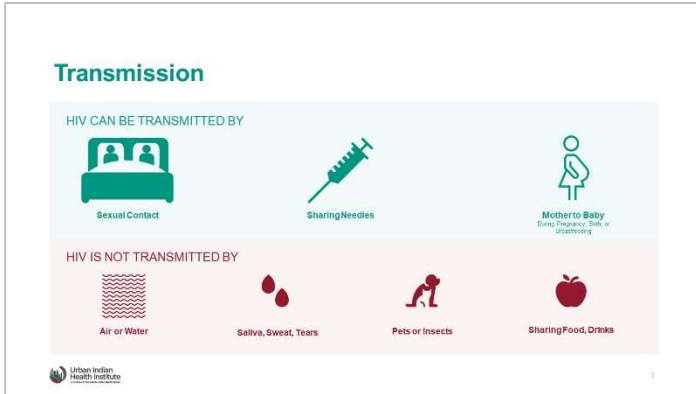 Transmission
HIV CAN BE TRANSMITTED BY
Sexual Contact
Sharing Needles
Mother to Baby
During Pregnancy, Birth, or
Breastfeeding
HIV IS NOT TRANSMITTED BY
Air or Water
Saliva, Sweat, Tears
Pets or Insects
Sharing Food, Drinks
Urban Indian
Health Institute